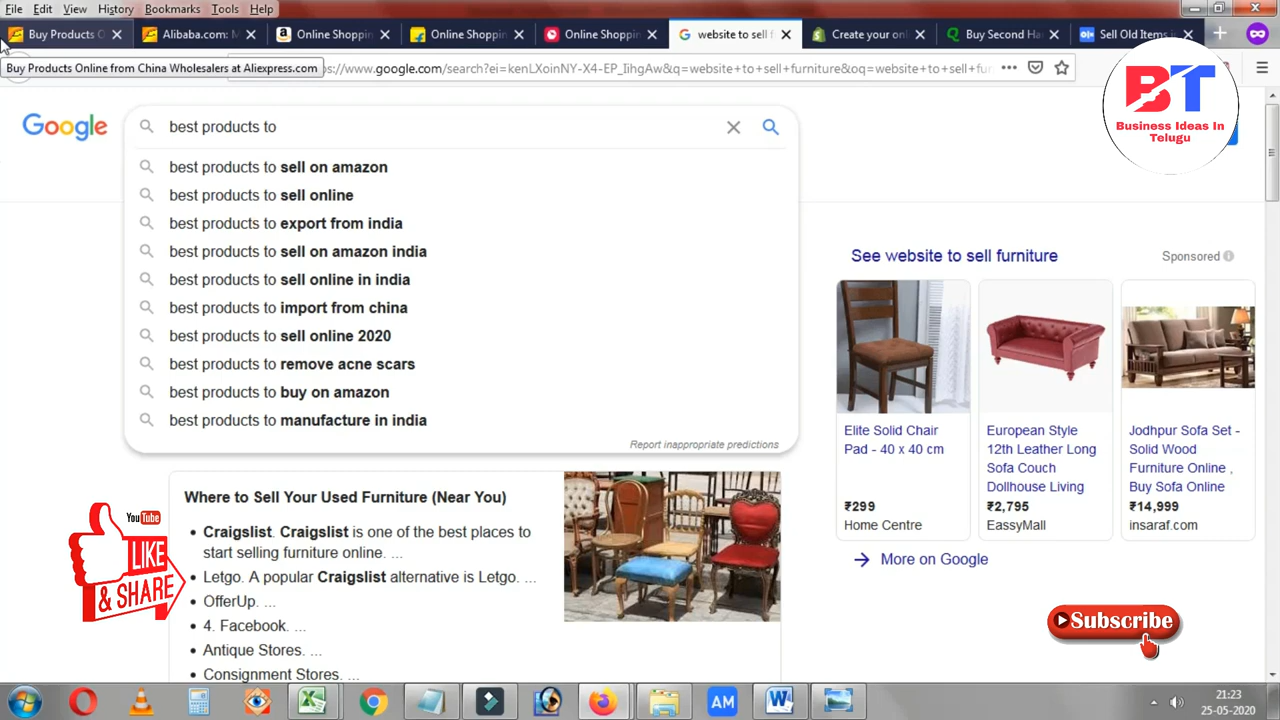 File Edit View History Bookmarks Tools Help
Buy Products O
Alibaba.com: M
Online Shoppin
Online Shoppin
Online Shoppin
website to sell f
Create your onl
Buy Second Ha
Sell Old Items i
Buy Products Online from China Wholesalers at Aliexpress.com
www.google.com/search?ei=kenLXoinNY-X4-EP_IihgAw&q=website+to+sell+furniture&oq=website+to+sell+fur
BT
Business Ideas In
Telugu
Google
best products to
best products to sell on amazon
best products to sell online
best products to export from india
best products to sell on amazon india
best products to sell online in india
best products to import from china
best products to sell online 2020
best products to remove acne scars
best products to buy on amazon
best products to manufacture in india
Report inappropriate predictions
See website to sell furniture Sponsored
Elite Solid Chair
Pad - 40 x 40 cm
₹299
Home Centre
European Style
12th Leather Long
Sofa Couch
Dollhouse Living
₹2,795
EassyMall
Jodhpur Sofa Set -
Solid Wood
Furniture Online ,
Buy Sofa Online
₹14,999
insaraf.com
More on Google
Where to Sell Your Used Furniture (Near You)
Craigslist. Craigslist is one of the best places to
start selling furniture online. ...
Letgo. A popular Craigslist alternative is Letgo. ...
OfferUp. ...
4. Facebook. ...
Antique Stores. ...
Consignment Stores. ...
You Tube
LIKE
& SHARE
Subscribe
AM
21:23
25-05-2020